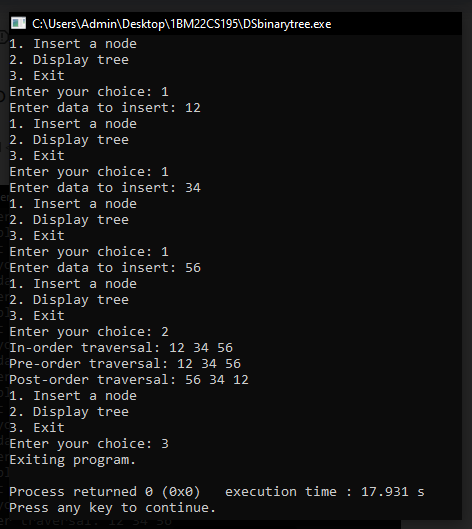 C:\Users\Admin\Desktop\1BM22CS195\DSbinarytree.exe
1. Insert a node
2. Display tree
3. Exit
Enter your choice: 1
Enter data to insert: 12
1. Insert a node
2. Display tree
3. Exit
Enter your choice: 1
Enter data to insert: 34
1. Insert a node
2. Display tree
3. Exit
Enter your choice: 1
Enter data to insert: 56
1. Insert a node
2. Display tree
3. Exit
Enter your choice: 2
In-order traversal: 12 34 56
Pre-order traversal: 12 34 56
Post-order traversal: 56 34 12
1. Insert a node
2. Display tree
3. Exit
Enter your choice: 3
Exiting program.
Process returned 0 (0x0)   execution time : 17.931 s
Press any key to continue.